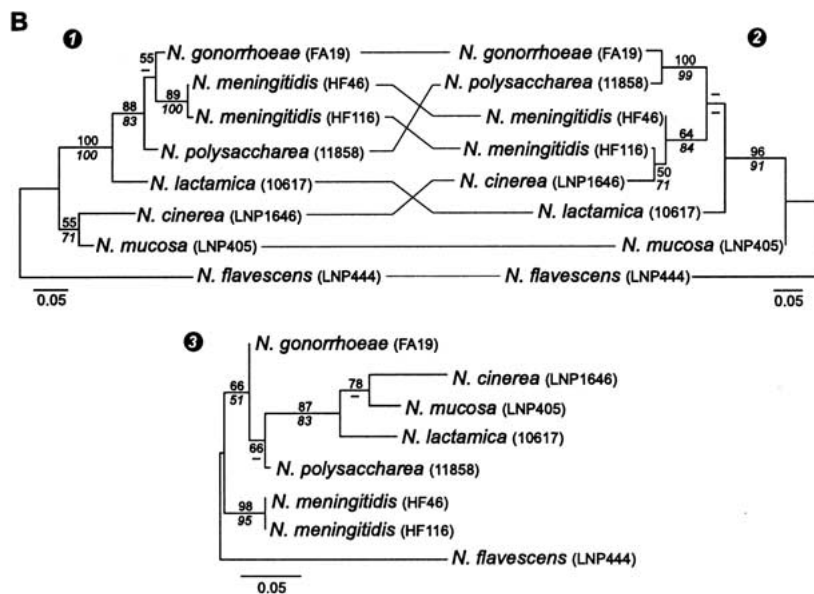 B
1 2
55 N. gonorrhoeae (FA19) N. gonorrhoeae (FA19) 100
– 99
89 N. meningitidis (HF46) N. polysaccharea (11858) –
100 –
88 N. meningitidis (HF116) N. meningitidis (HF46) 64
83 84
100 N. polysaccharea (11858) N. meningitidis (HF116) 96
100 91
N. lactamica (10617) N. cinerea (LNP1646) 50
71
55 N. cinerea (LNP1646) N. lactamica (10617)
71
N. mucosa (LNP405) N. mucosa (LNP405)
N. flavescens (LNP444) N. flavescens (LNP444)
0.05 0.05
3
N. gonorrhoeae (FA19)
66 78 N. cinerea (LNP1646)
51 –
87 N. mucosa (LNP405)
83
66 N. lactamica (10617)
–
N. polysaccharea (11858)
98 N. meningitidis (HF46)
95
N. meningitidis (HF116)
N. flavescens (LNP444)
0.05